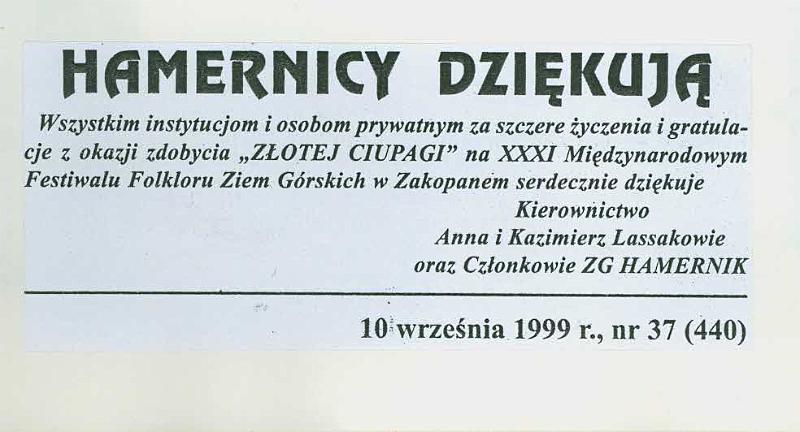 HAMERNICY DZIĘKUJĄ
Wszystkim instytucjom i osobom prywatnym za szczere życzenia i gratula-
cje z okazji zdobycia „ZŁOTEJ CIUPAGI” na XXXI Międzynarodowym
Festiwalu Folkloru Ziem Górskich w Zakopanem serdecznie dziękuje
Kierownictwo
Anna i Kazimierz Lassakowie
oraz Członkowie ZG HAMERNIK
10 września 1999 r., nr 37 (440)